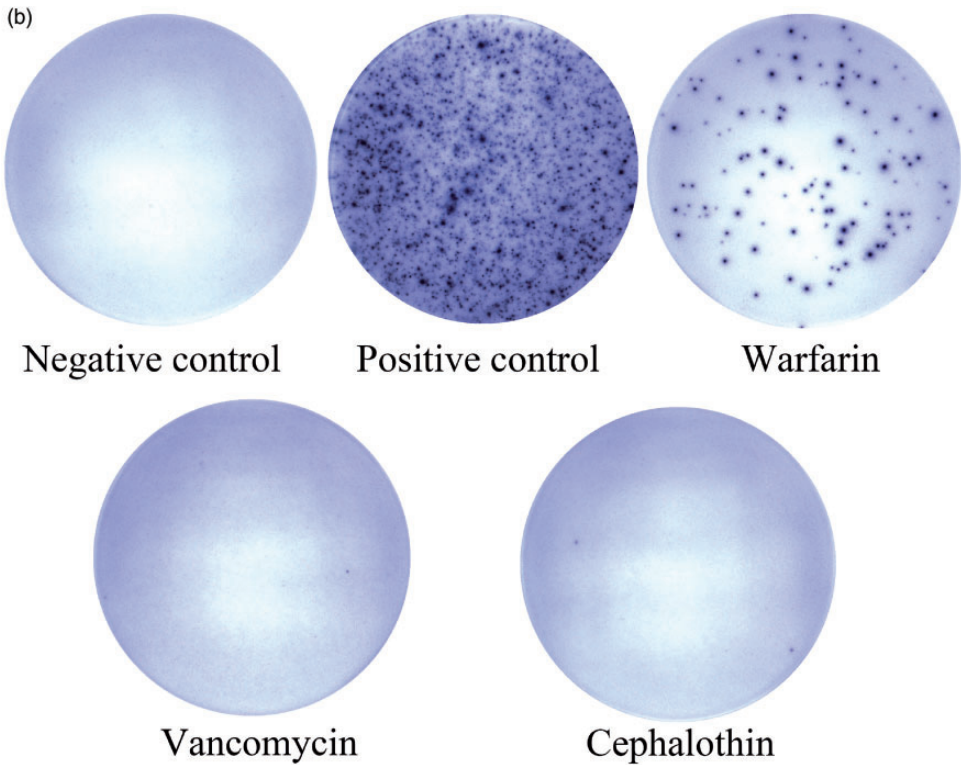 (b)
Negative control
Positive control
Warfarin
Vancomycin
Cephalothin